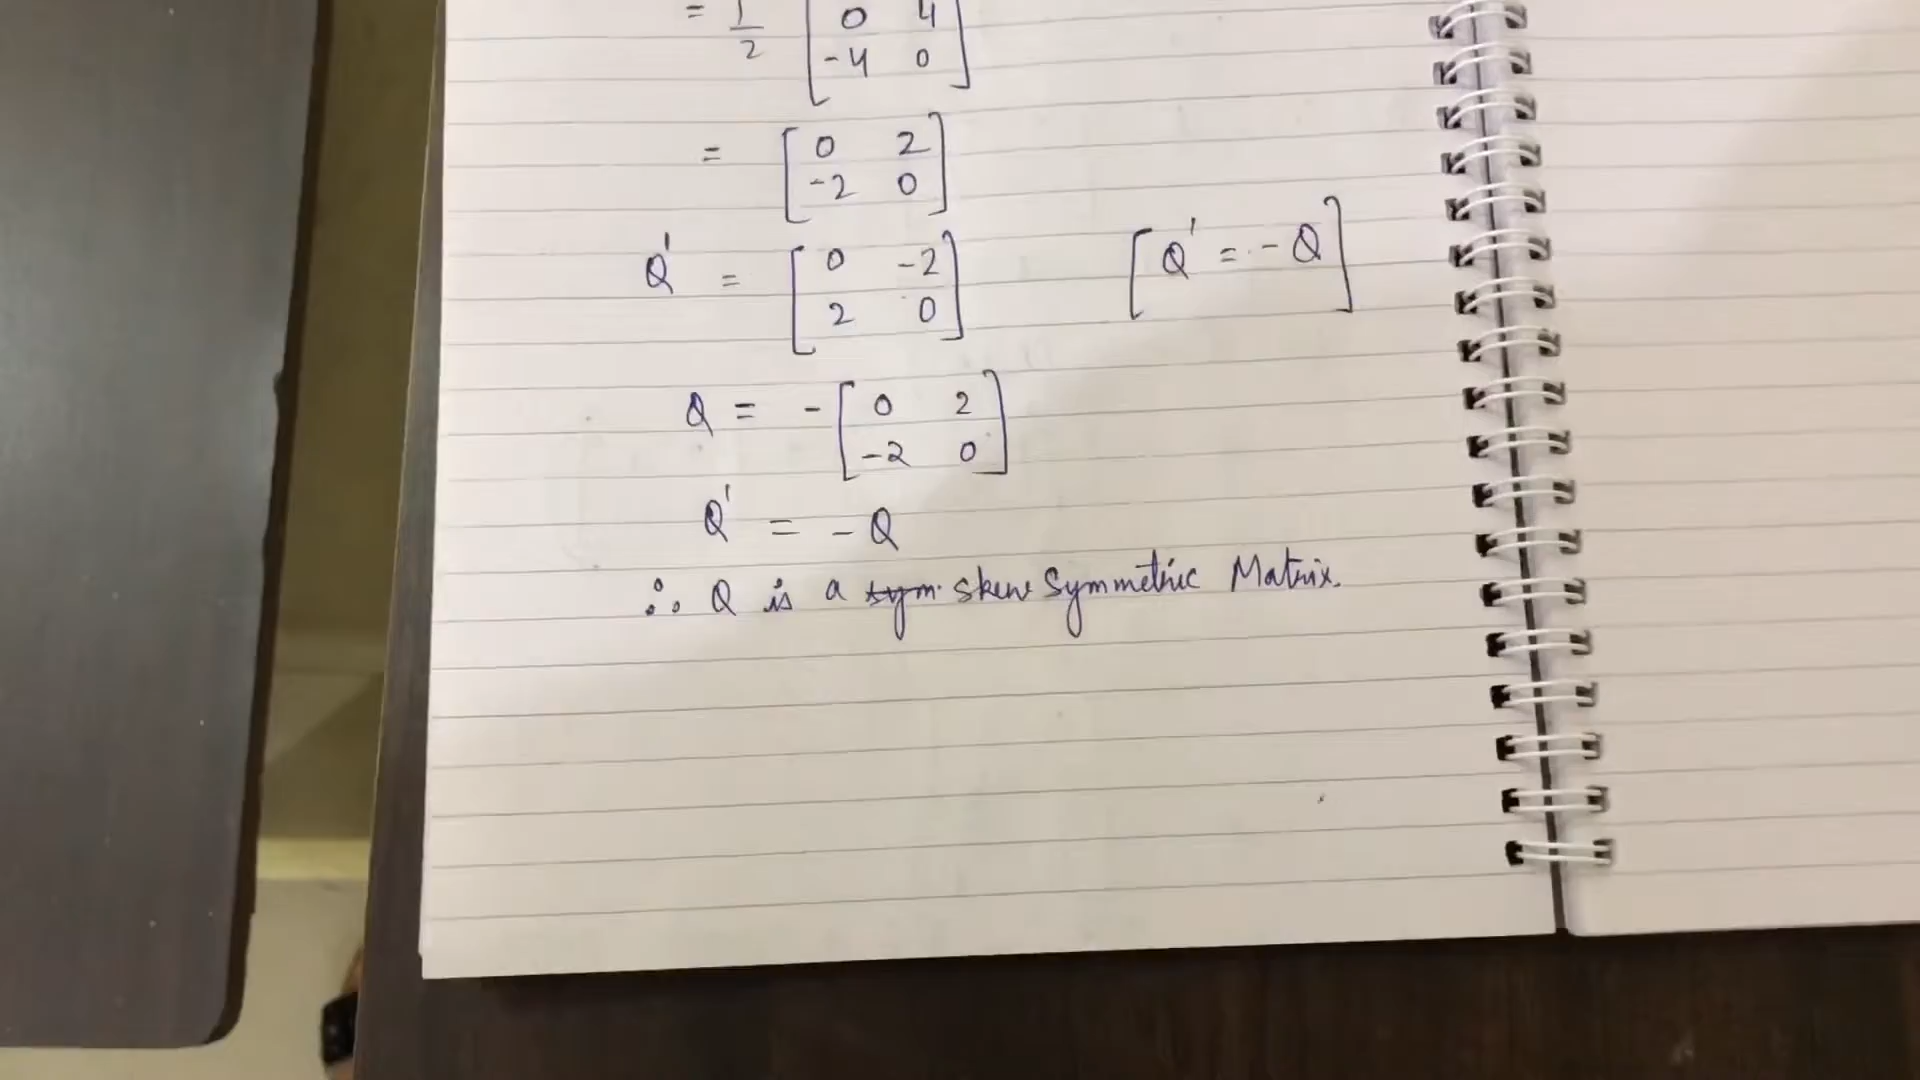 = 1/2 [0 4
-4 0]
= [0 2
-2 0]
Q' = [0 -2
2 0] [Q' = -Q]
Q = -[0 2
-2 0]
Q' = -Q
∴ Q is a sym. skew Symmetric Matrix.